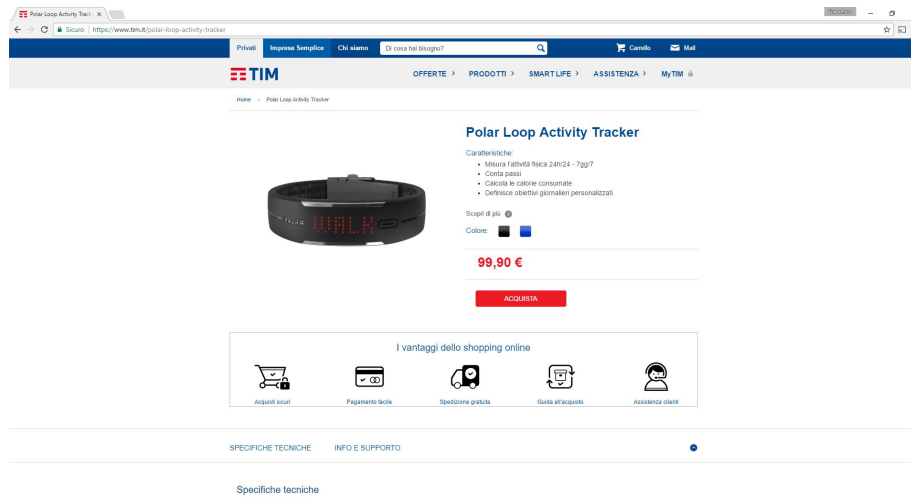 Polar Loop Activity Track
Sicuro | https://www.tim.it/polar-loop-activity-tracker
Privati Impresa Semplice Chi siamo Di cosa hai bisogno? Carrello Mail
TIM OFFERTE > PRODOTTI > SMART LIFE > ASSISTENZA > MyTIM
Home > Polar Loop Activity Tracker
Polar Loop Activity Tracker
Caratteristiche:
Misura l'attività fisica 24h/24 - 7gg/7
Conta passi
Calcola le calorie consumate
Definisce obiettivi giornalieri personalizzati.
POLAR WALK
Scopri di più
Colore:
99,90 €
ACQUISTA
I vantaggi dello shopping online
Acquisti sicuri Pagamento facile Spedizione gratuita Guida all'acquisto Assistenza clienti
SPECIFICHE TECNICHE INFO E SUPPORTO
Specifiche tecniche